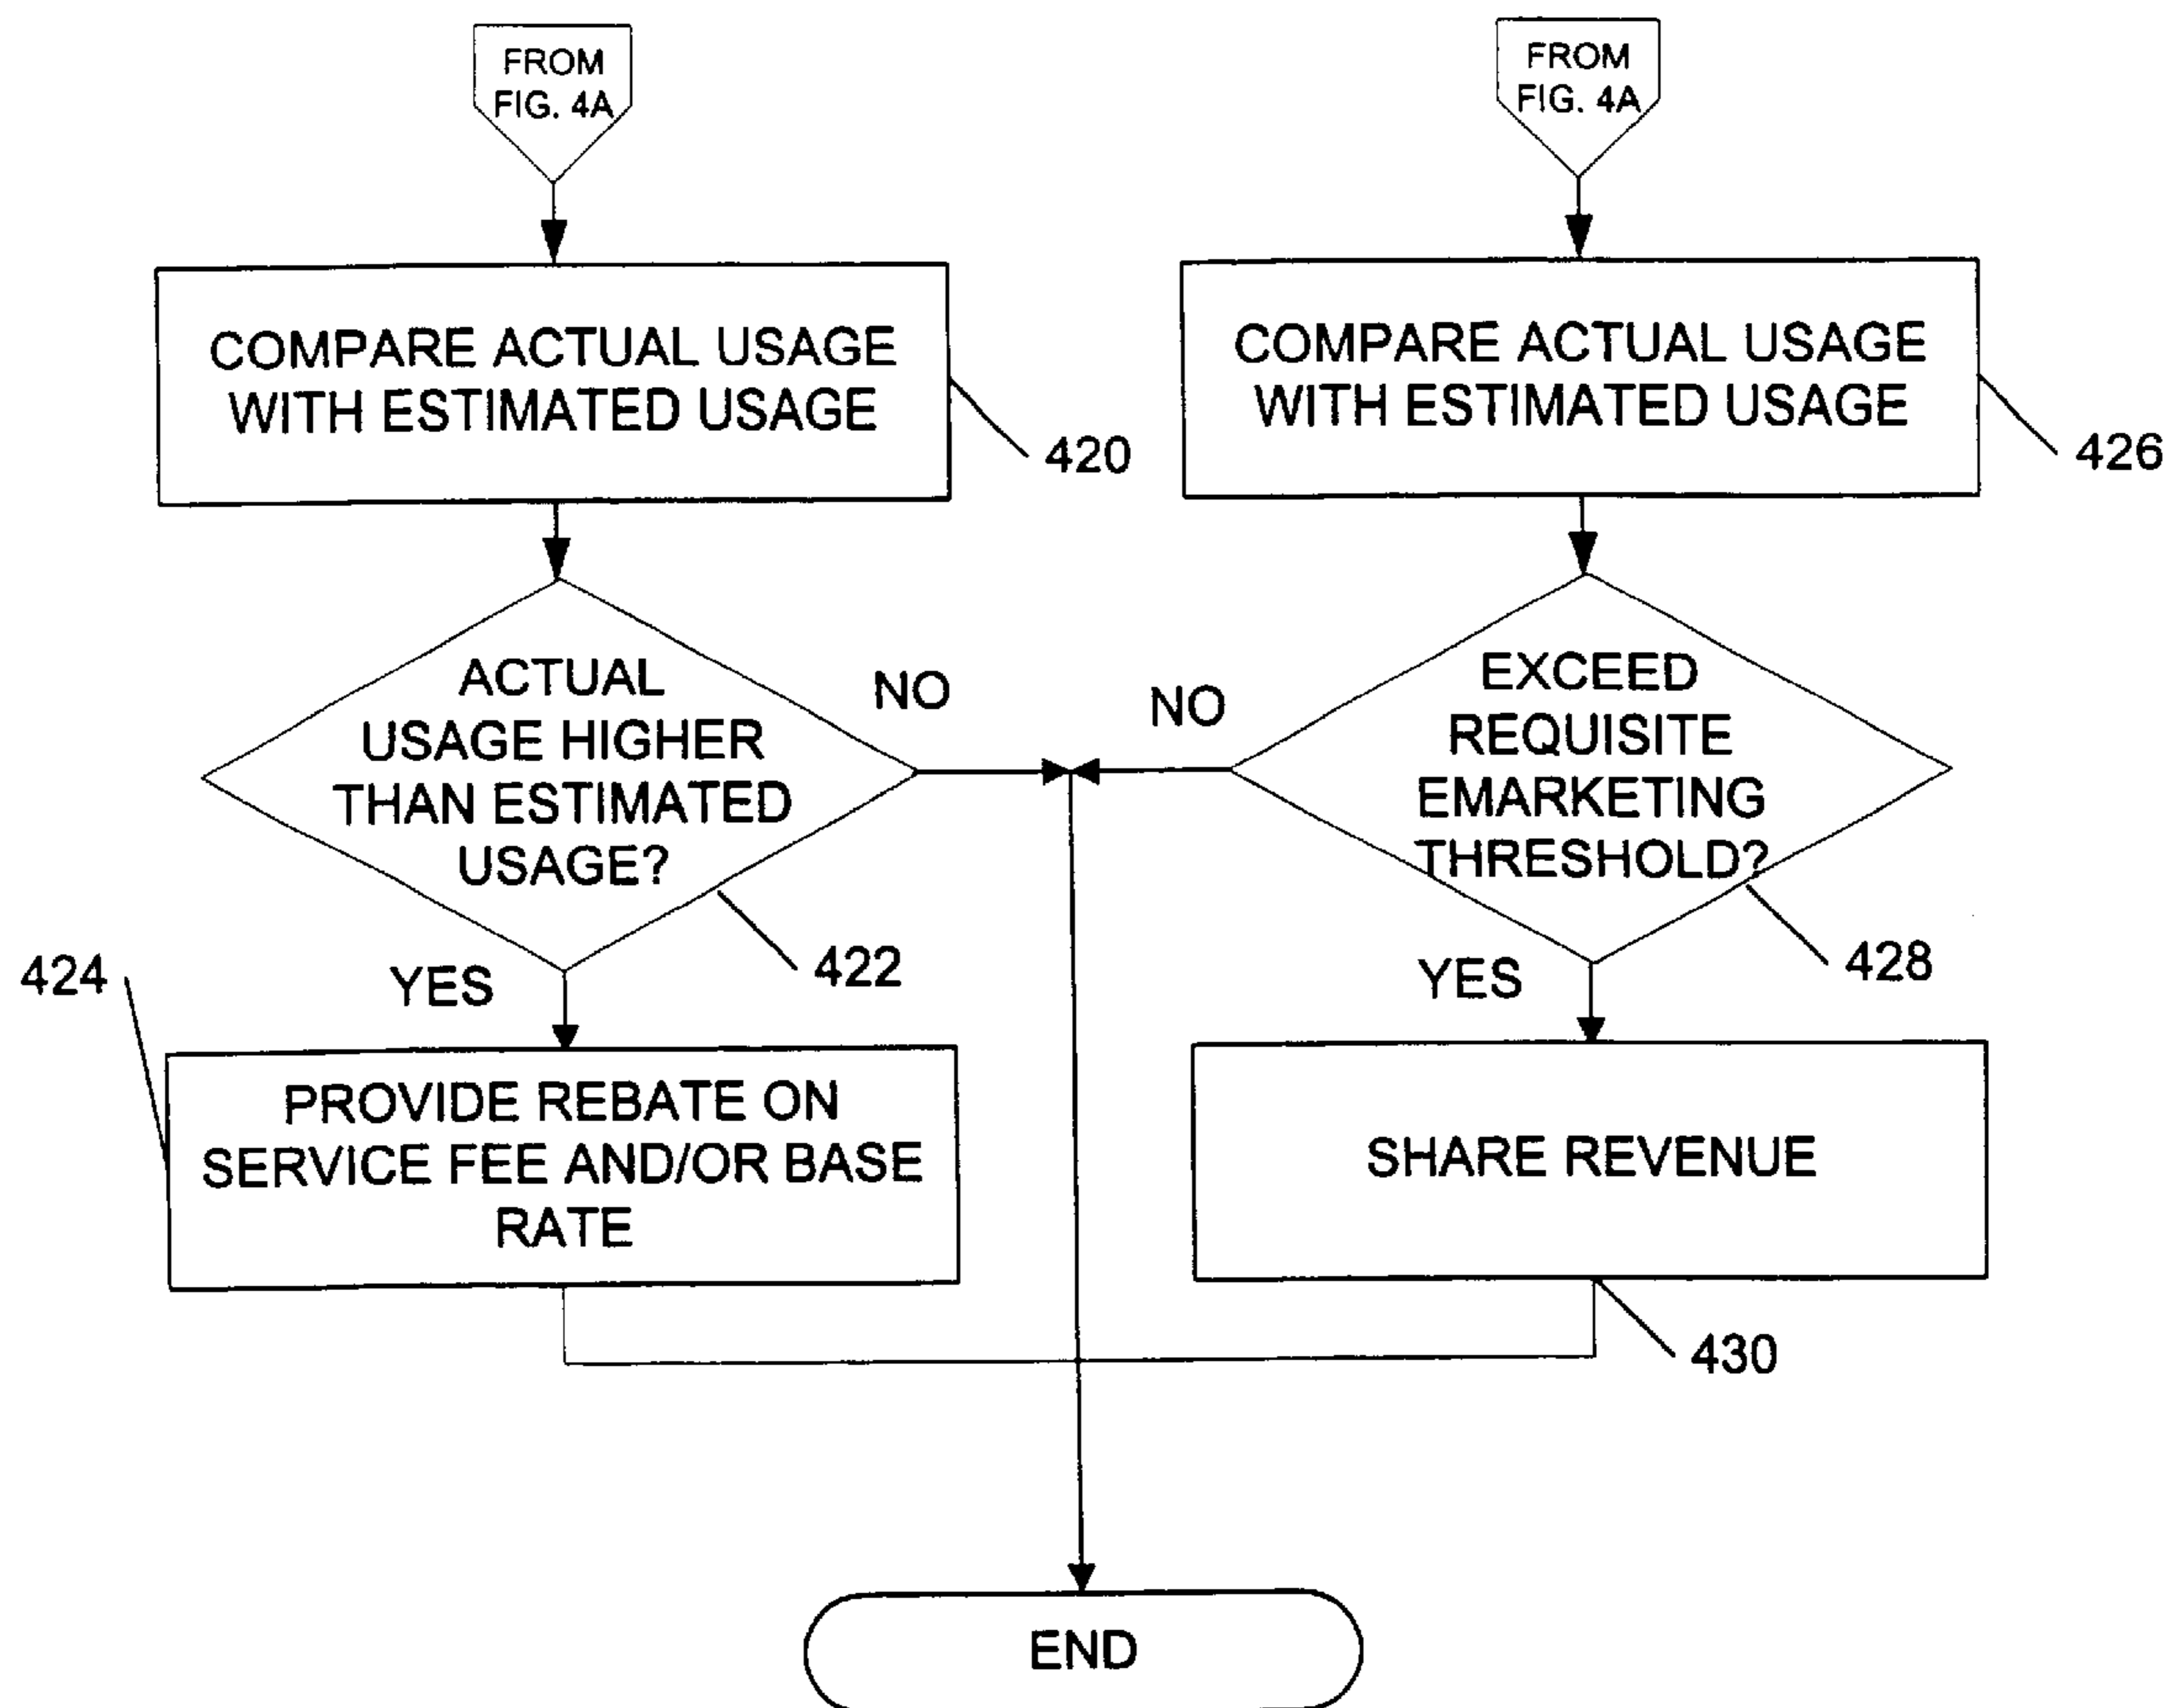 FROM
FIG. 4A
FROM
FIG. 4A
COMPARE ACTUAL USAGE
WITH ESTIMATED USAGE
420
COMPARE ACTUAL USAGE
WITH ESTIMATED USAGE
426
ACTUAL
USAGE HIGHER
THAN ESTIMATED
USAGE?
NO
422
NO
EXCEED
REQUISITE
EMARKETING
THRESHOLD?
428
424
YES
YES
PROVIDE REBATE ON
SERVICE FEE AND/OR BASE
RATE
SHARE REVENUE
430
END